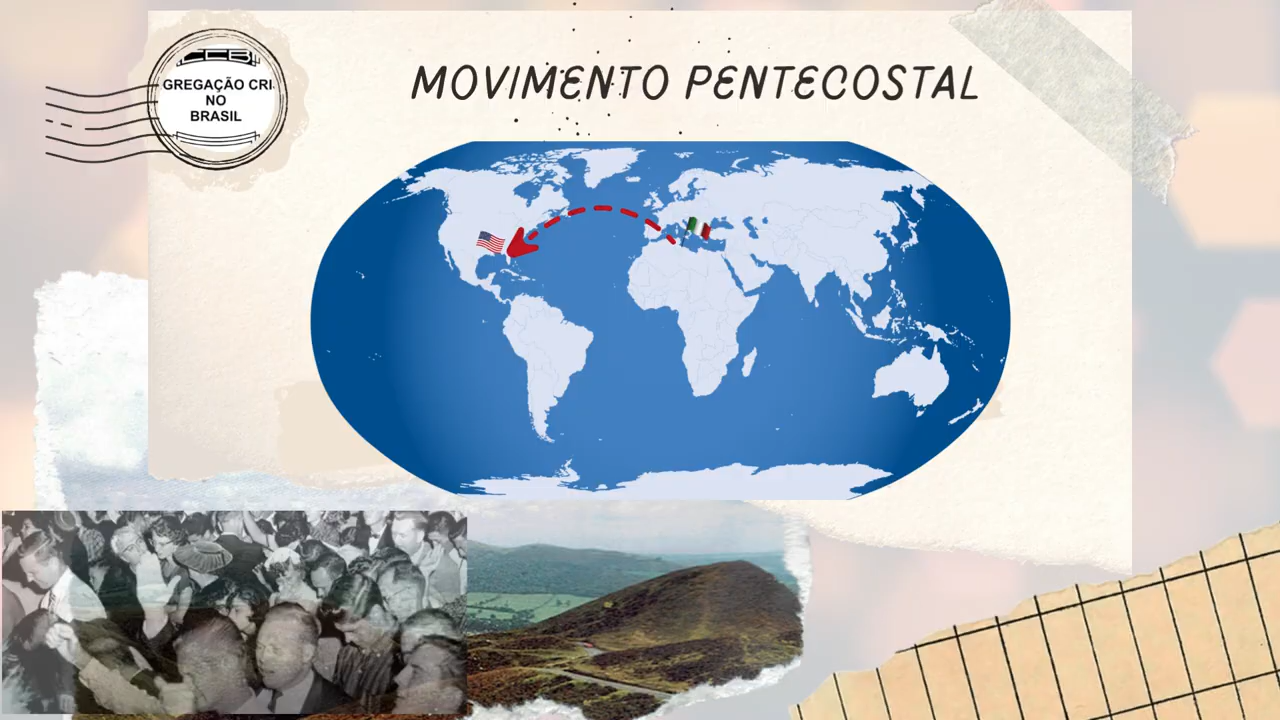 CCB
GREGAÇÃO CRI
NO
BRASIL
MOVIMENTO PENTECOSTAL